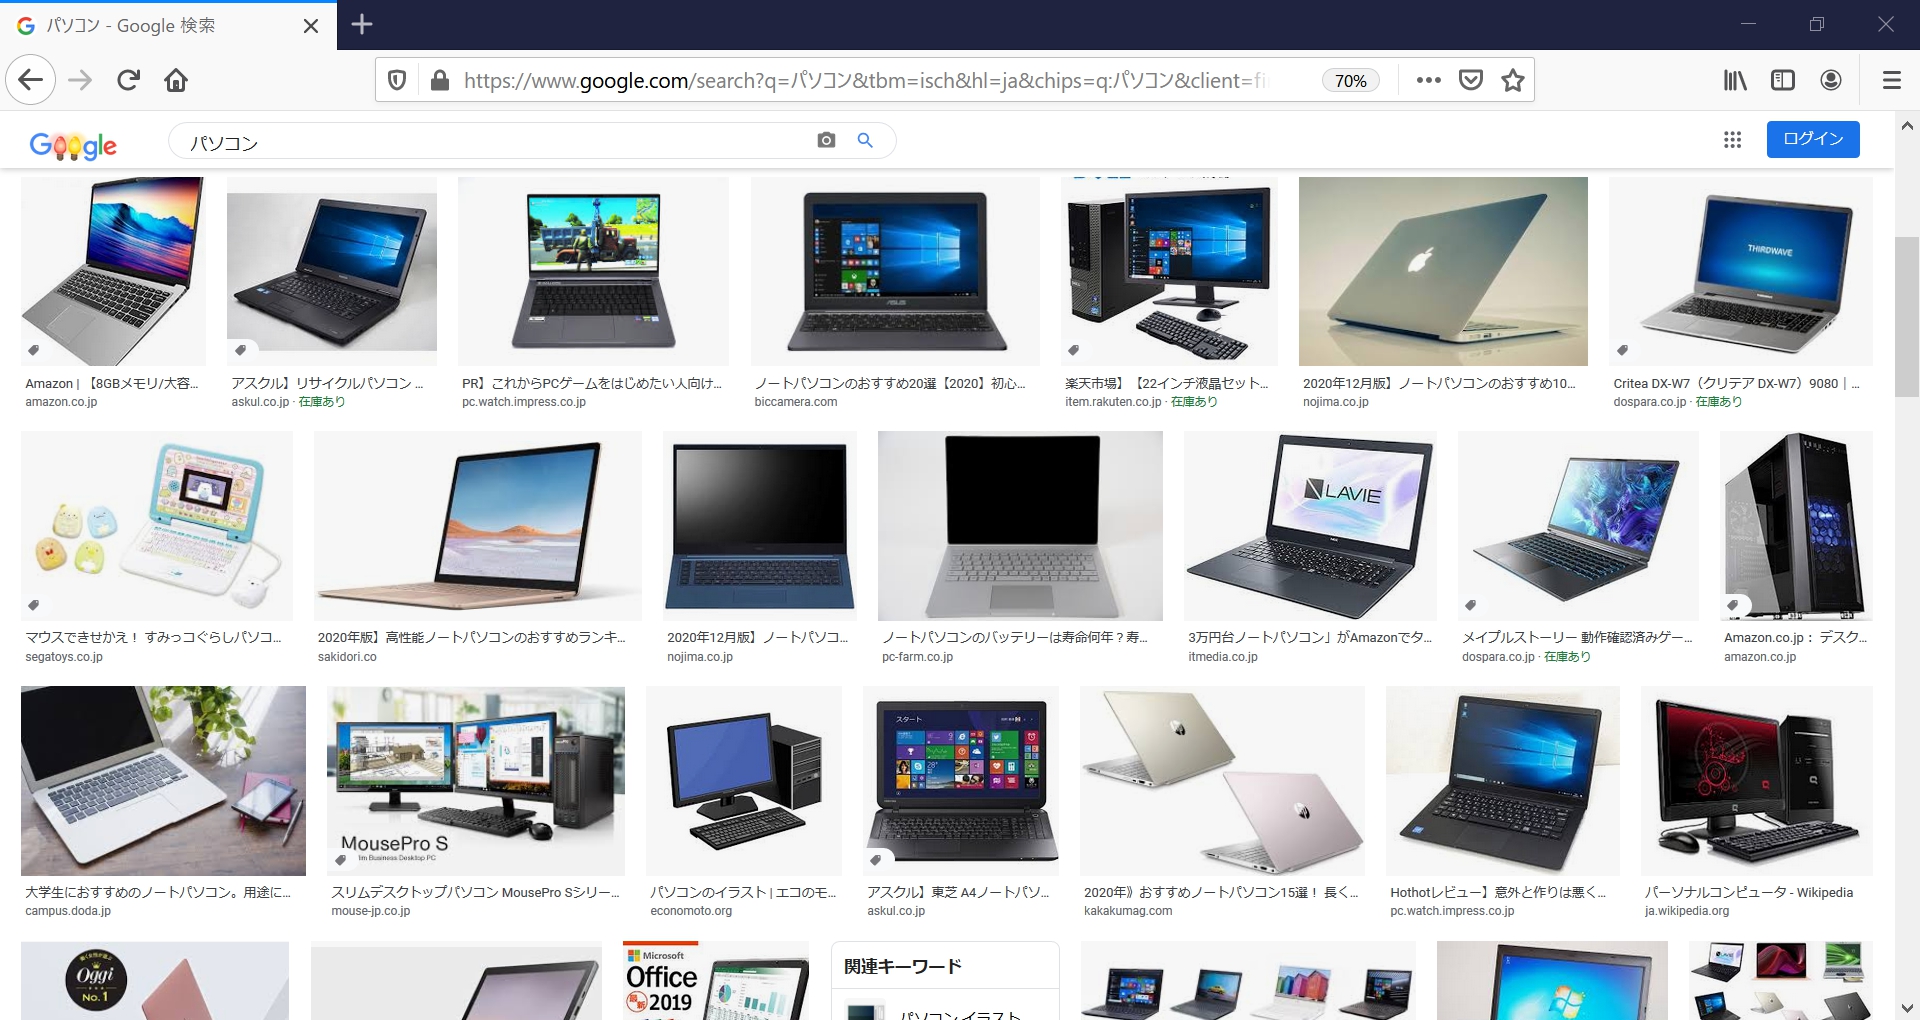 パソコン - Google 検索
https://www.google.com/search?q=パソコン&tbm=isch&hl=ja&chips=q:パソコン&client=fi
70%
Google
パソコン
ログイン
THIRDWAVE
ASUS
Amazon | 【8GBメモリ/大容...
amazon.co.jp
アスクル】リサイクルパソコン ...
askul.co.jp · 在庫あり
PR】これからPCゲームをはじめたい人向け...
pc.watch.impress.co.jp
ノートパソコンのおすすめ20選【2020】初心...
biccamera.com
楽天市場】【22インチ液晶セット...
item.rakuten.co.jp · 在庫あり
2020年12月版】ノートパソコンのおすすめ10...
nojima.co.jp
Critea DX-W7（クリテア DX-W7）9080｜...
dospara.co.jp · 在庫あり
LAVIE
マウスできせかえ！ すみっコぐらしパソコ...
segatoys.co.jp
2020年版】高性能ノートパソコンのおすすめランキ...
sakidori.co
2020年12月版】ノートパソコ...
nojima.co.jp
ノートパソコンのバッテリーは寿命何年？寿...
pc-farm.co.jp
3万円台ノートパソコン」がAmazonでタ...
itmedia.co.jp
メイプルストーリー 動作確認済みゲー...
dospara.co.jp · 在庫あり
Amazon.co.jp： デスク...
amazon.co.jp
スタート
MousePro S
Business Desktop PC
大学生におすすめのノートパソコン。用途に...
campus.doda.jp
スリムデスクトップパソコン MousePro Sシリー...
mouse-jp.co.jp
パソコンのイラスト | エコのモ...
economoto.org
アスクル】東芝 A4ノートパソ...
askul.co.jp
2020年》おすすめノートパソコン15選！ 長く...
kakakumag.com
Hothotレビュー】意外と作りは悪く...
pc.watch.impress.co.jp
パーソナルコンピュータ - Wikipedia
ja.wikipedia.org
Oggi
No.1
Microsoft
Office
最新 2019
関連キーワード
パソコン イラスト